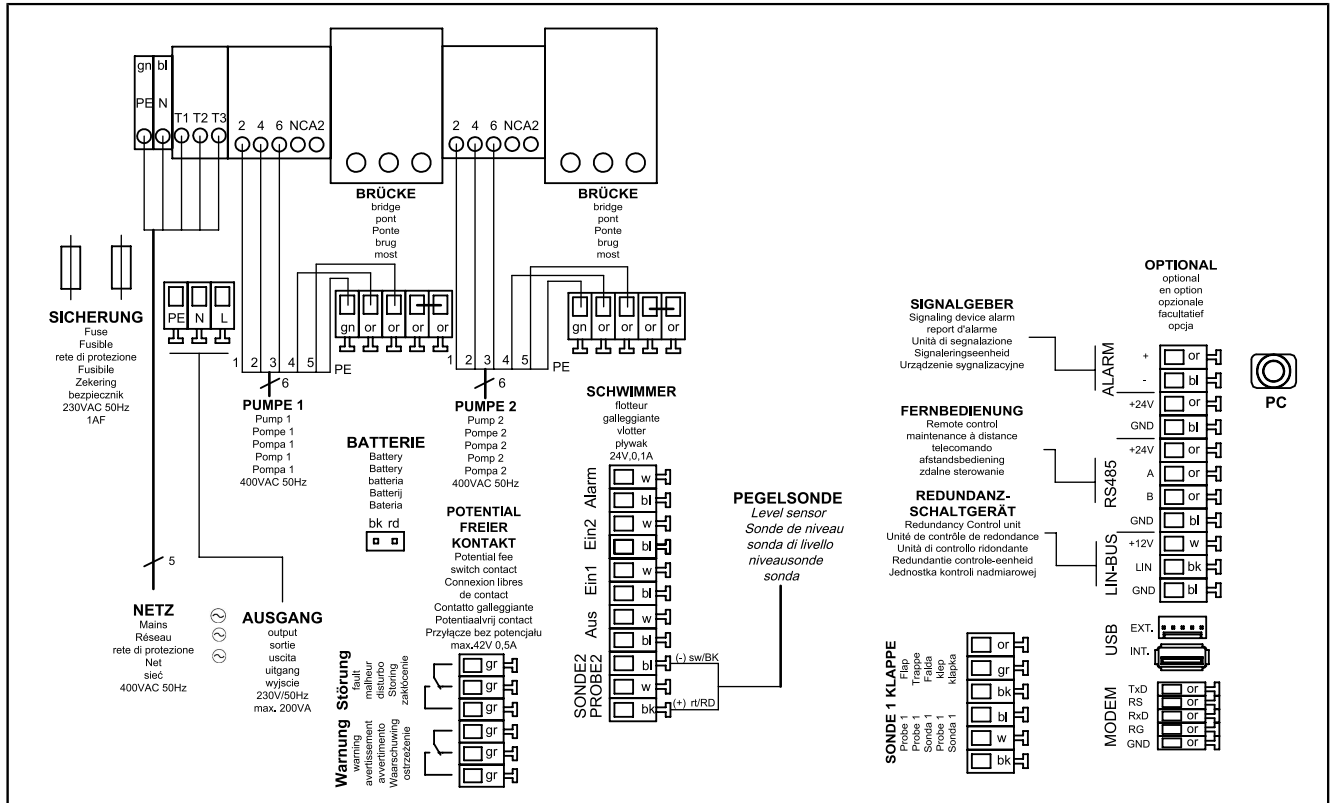 gn bl
PE N
T1 T2 T3
2 4 6 NCA2
2 4 6 NCA2
BRÜCKE
bridge
pont
Ponte
brug
most
BRÜCKE
bridge
pont
Ponte
brug
most
SICHERUNG
Fuse
Fusible
rete di protezione
Fusibile
Zekering
bezpiecznik
230VAC 50Hz
1AF
PE N L
gn or or or or
1 2 3 4 5 PE
6
gn or or or or
1 2 3 4 5 PE
6
PUMPE 1
Pump 1
Pompe 1
Pompa 1
Pomp 1
Pompa 1
400VAC 50Hz
PUMPE 2
Pump 2
Pompe 2
Pompa 2
Pomp 2
Pompa 2
400VAC 50Hz
BATTERIE
Battery
Battery
batteria
Batterij
Bateria
bk rd
5
NETZ
Mains
Réseau
rete di protezione
Net
sieć
400VAC 50Hz
AUSGANG
output
sortie
uscita
uitgang
wyjscie
230V/50Hz
max. 200VA
POTENTIAL
FREIER
KONTAKT
Potential fee
switch contact
Connexion libres
de contact
Contatto galleggiante
Potentiaalvrij contact
Przyłącze bez potencjału
max.42V 0,5A
Störung
fault
malheur
disturbo
Storing
zakłócenie
gr
gr
gr
Warnung
warning
avertissement
avvertimento
Waarschuwing
ostrzeżenie
gr
gr
gr
SCHWIMMER
flotteur
galleggiante
vlotter
pływak
24V,0,1A
Alarm
w
bl
Ein2
w
bl
Ein1
w
bl
Aus
w
bl
SONDE2
PROBE2
bl (-) sw/BK
w
bk (+) rt/RD
PEGELSONDE
Level sensor
Sonde de niveau
sonda di livello
niveausonde
sonda
SIGNALGEBER
Signaling device alarm
report d'alarme
Unità di segnalazione
Signaleringseenheid
Urządzenie sygnalizacyjne
FERNBEDIENUNG
Remote control
maintenance à distance
telecomando
afstandsbediening
zdalne sterowanie
REDUNDANZ-
SCHALTGERÄT
Redundancy Control unit
Unité de contrôle de redondance
Unità di controllo ridondante
Redundantie controle-eenheid
Jednostka kontroli nadmiarowej
OPTIONAL
optional
en option
opzionale
facultatief
opcja
ALARM
+ or
- bl
+24V or
GND bl
RS485
+24V or
A or
B or
GND bl
LIN-BUS
+12V w
LIN bk
GND bl
PC
USB
EXT.
INT.
MODEM
TxD or
RS or
RxD or
RG or
GND or
KLAPPE
Flap
Trappe
Falda
klep
klapka
or
gr
bk
SONDE 1
Probe 1
Probe 1
Sonda 1
Probe 1
Sonda 1
bl
w
bk